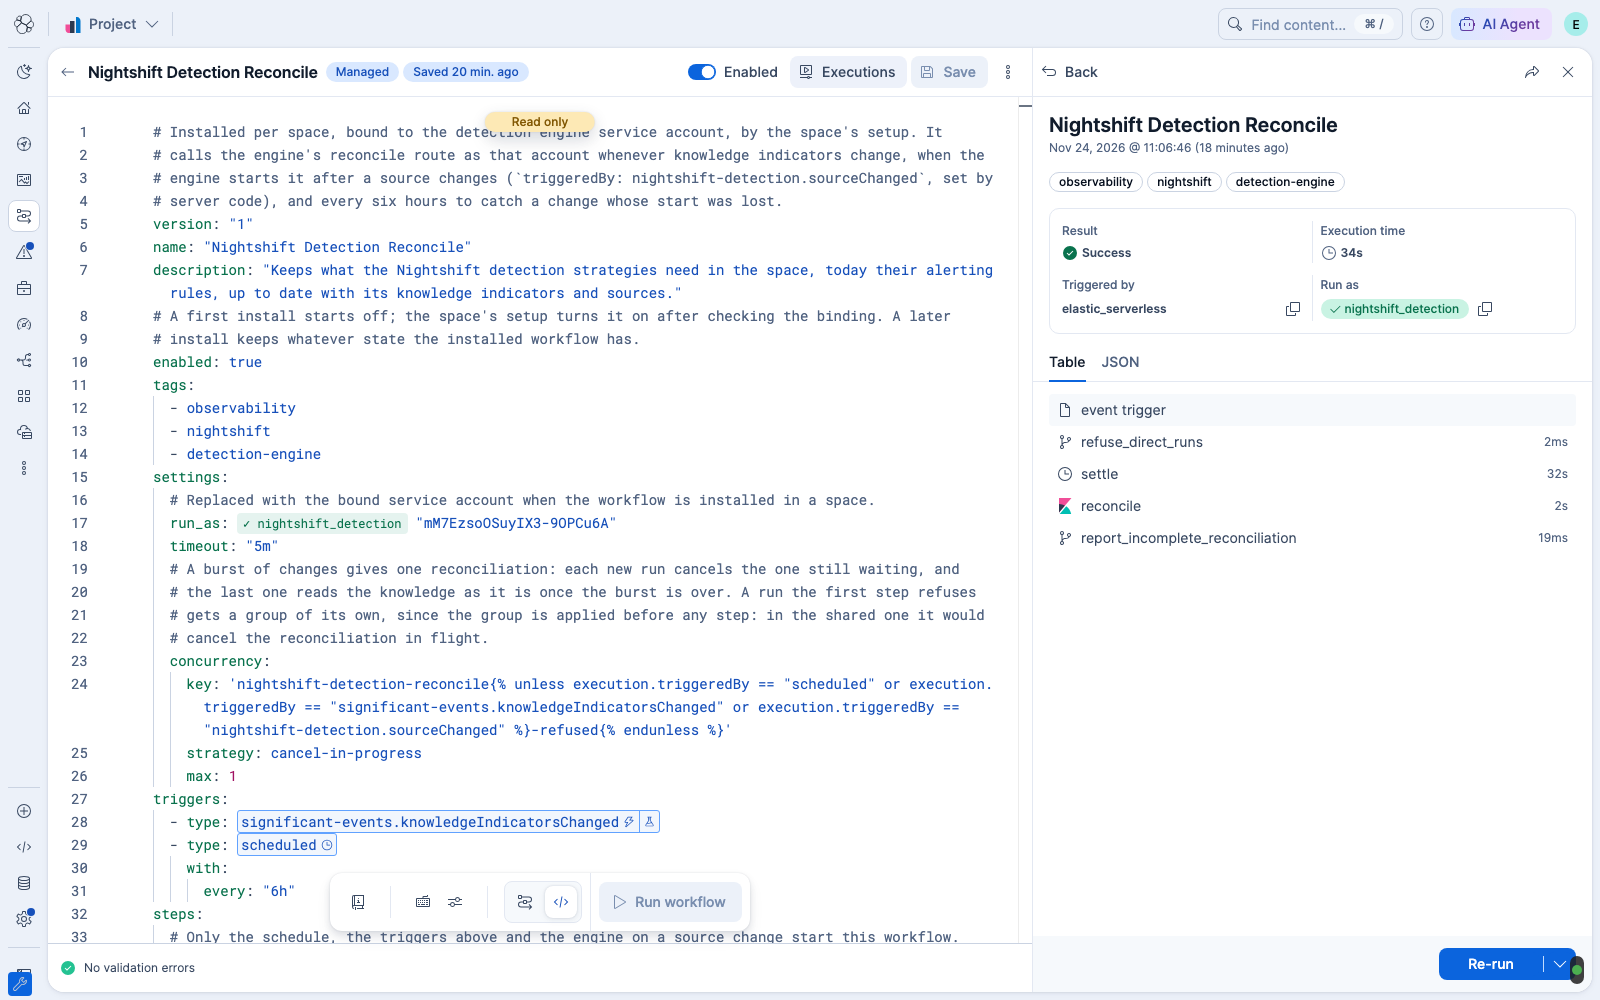 Project
Find content...
⌘ /
AI Agent
E
Nightshift Detection Reconcile
Managed
Saved 20 min. ago
Enabled
Executions
Save
Back
Read only
1 # Installed per space, bound to the detection engine service account, by the space's setup. It
2 # calls the engine's reconcile route as that account whenever knowledge indicators change, when the
3 # engine starts it after a source changes (`triggeredBy: nightshift-detection.sourceChanged`, set by
4 # server code), and every six hours to catch a change whose start was lost.
5 version: "1"
6 name: "Nightshift Detection Reconcile"
7 description: "Keeps what the Nightshift detection strategies need in the space, today their alerting
rules, up to date with its knowledge indicators and sources."
8 # A first install starts off; the space's setup turns it on after checking the binding. A later
9 # install keeps whatever state the installed workflow has.
10 enabled: true
11 tags:
12 - observability
13 - nightshift
14 - detection-engine
15 settings:
16 # Replaced with the bound service account when the workflow is installed in a space.
17 run_as: ✓ nightshift_detection "mM7EzsoOSuyIX3-9OPCu6A"
18 timeout: "5m"
19 # A burst of changes gives one reconciliation: each new run cancels the one still waiting, and
20 # the last one reads the knowledge as it is once the burst is over. A run the first step refuses
21 # gets a group of its own, since the group is applied before any step: in the shared one it would
22 # cancel the reconciliation in flight.
23 concurrency:
24 key: 'nightshift-detection-reconcile{% unless execution.triggeredBy == "scheduled" or execution.
triggeredBy == "significant-events.knowledgeIndicatorsChanged" or execution.triggeredBy ==
"nightshift-detection.sourceChanged" %}-refused{% endunless %}'
25 strategy: cancel-in-progress
26 max: 1
27 triggers:
28 - type: significant-events.knowledgeIndicatorsChanged
29 - type: scheduled
30 with:
31 every: "6h"
32 steps:
33 # Only the schedule, the triggers above and the engine on a source change start this workflow.
Run workflow
No validation errors
Nightshift Detection Reconcile
Nov 24, 2026 @ 11:06:46 (18 minutes ago)
observability
nightshift
detection-engine
Result
Success
Execution time
34s
Triggered by
elastic_serverless
Run as
nightshift_detection
Table
JSON
event trigger
refuse_direct_runs 2ms
settle 32s
reconcile 2s
report_incomplete_reconciliation 19ms
Re-run